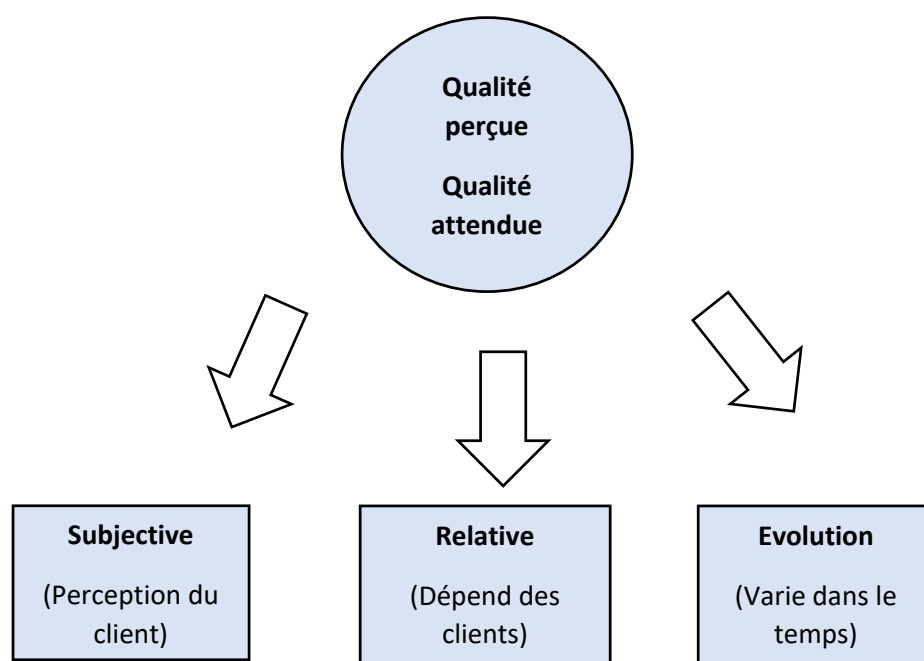 Qualité
perçue
Qualité
attendue
Subjective
(Perception du
client)
Relative
(Dépend des
clients)
Evolution
(Varie dans le
temps)